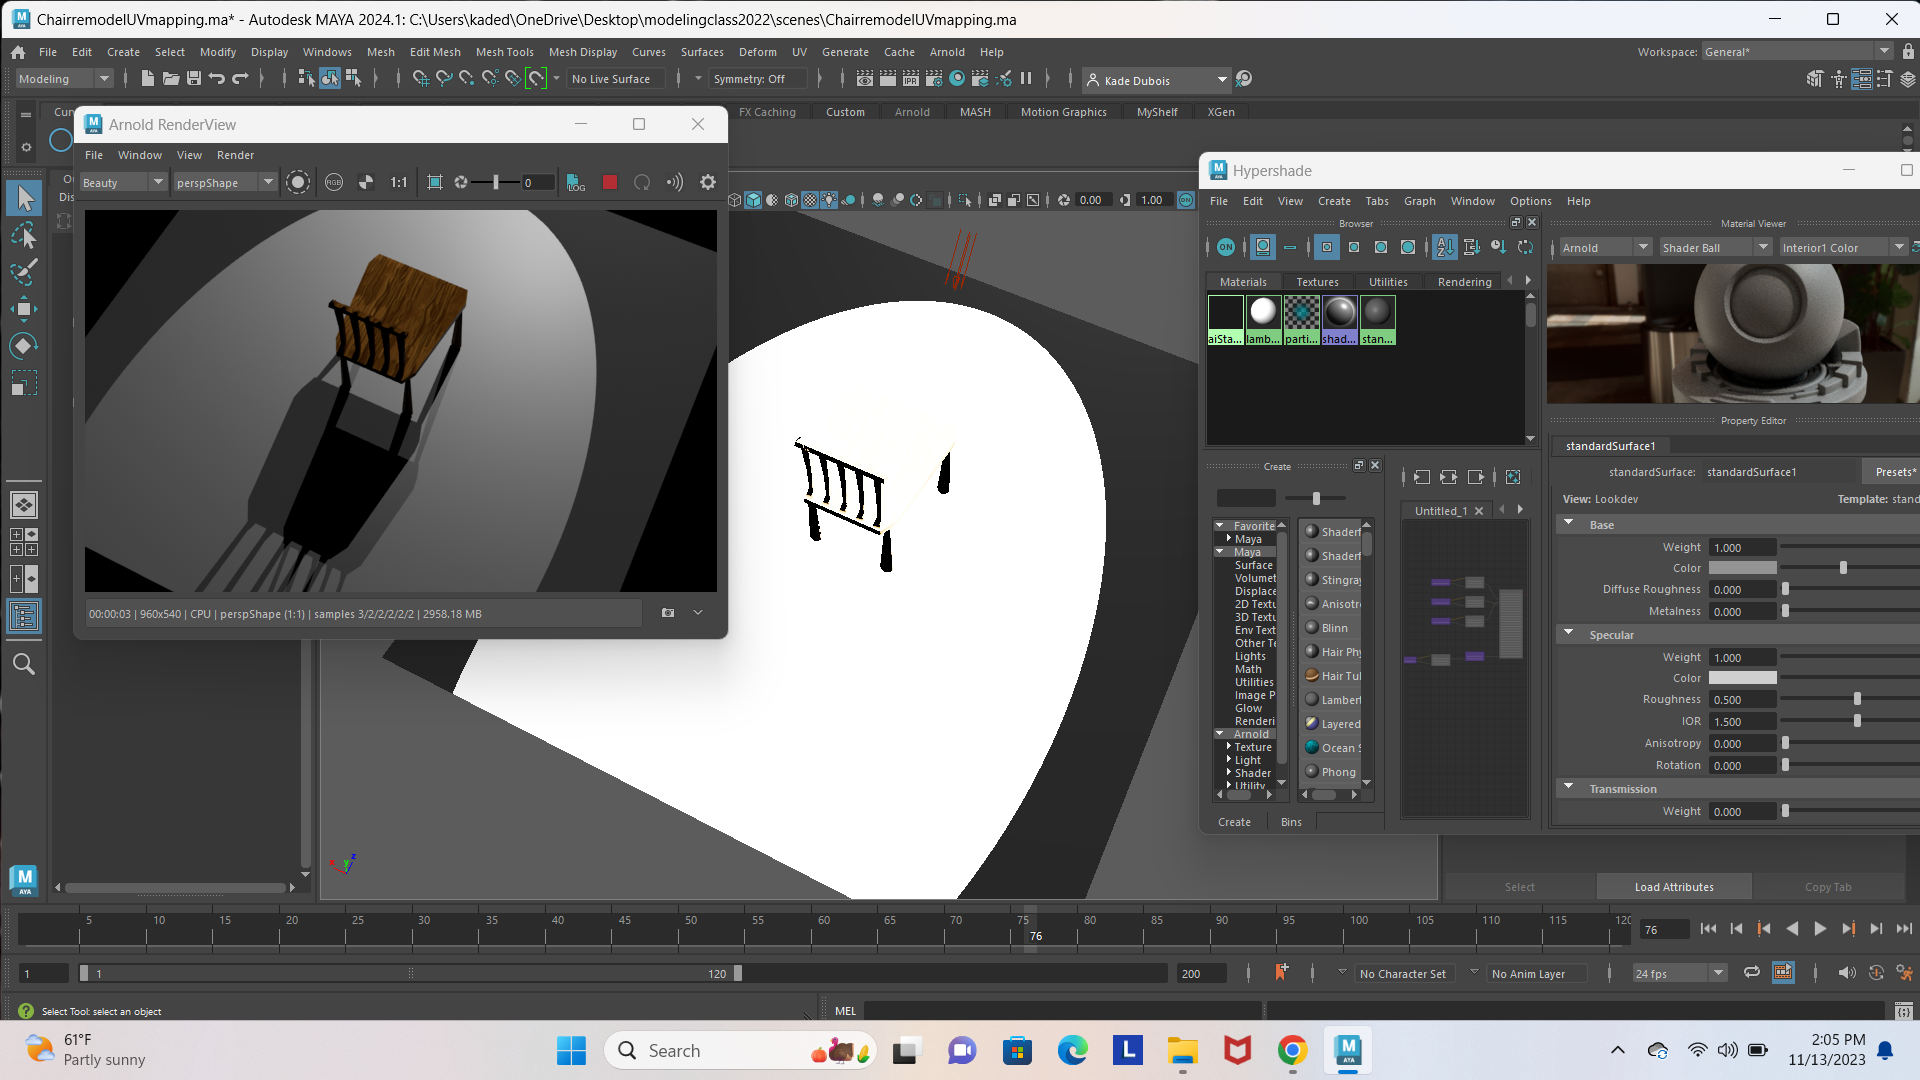 ChairremodelUVmapping.ma* - Autodesk MAYA 2024.1: C:\Users\kaded\OneDrive\Desktop\modelingclass2022\scenes\ChairremodelUVmapping.ma
File Edit Create Select Modify Display Windows Mesh Edit Mesh Mesh Tools Mesh Display Curves Surfaces Deform UV Generate Cache Arnold Help
Workspace: General*
Modeling
No Live Surface
Symmetry: Off
IPR
Kade Dubois
Cur
FX Caching Custom Arnold MASH Motion Graphics MyShelf XGen
Arnold RenderView
File Window View Render
Beauty
perspShape
RGB
1:1
0
LOG
00:00:03 | 960x540 | CPU | perspShape (1:1) | samples 3/2/2/2/2/2 | 2958.18 MB
0.00
1.00
ON
Hypershade
File Edit View Create Tabs Graph Window Options Help
Browser
ON
Materials Textures Utilities Rendering
aiSta... lamb... parti... shad... stan...
Material Viewer
Arnold
Shader Ball
Interior1 Color
Property Editor
standardSurface1
standardSurface: standardSurface1
Presets*
View: Lookdev
Template: stand
Base
Weight 1.000
Color
Diffuse Roughness 0.000
Metalness 0.000
Specular
Weight 1.000
Color
Roughness 0.500
IOR 1.500
Anisotropy 0.000
Rotation 0.000
Transmission
Weight 0.000
Create
Favorite
Maya
Maya
Surface
Volumet
Displace
2D Textu
3D Textu
Env Text
Other Te
Lights
Math
Utilities
Image P
Glow
Renderi
Arnold
Texture
Light
Shader
Utility
Shaderf
Shaderf
Stingray
Anisotro
Blinn
Hair Phy
Hair Tul
Lambert
Layered
Ocean S
Phong
Create Bins
Untitled_1
Select Load Attributes Copy Tab
x y z
5 10 15 20 25 30 35 40 45 50 55 60 65 70 75 80 85 90 95 100 105 110 115 120
76
76
1
1
120
200
No Character Set
No Anim Layer
24 fps
Select Tool: select an object
MEL
61°F
Partly sunny
Search
2:05 PM
11/13/2023